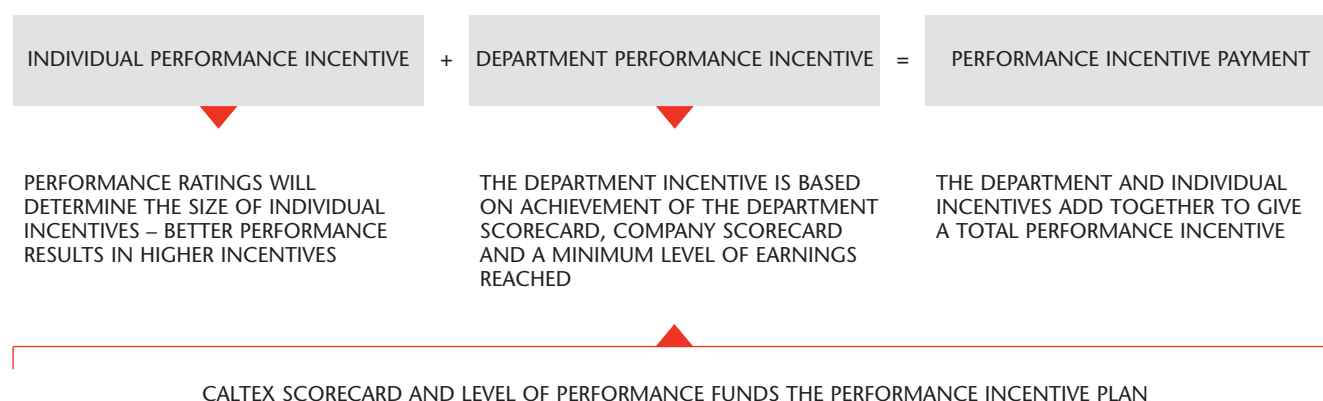 INDIVIDUAL PERFORMANCE INCENTIVE + DEPARTMENT PERFORMANCE INCENTIVE = PERFORMANCE INCENTIVE PAYMENT
PERFORMANCE RATINGS WILL
DETERMINE THE SIZE OF INDIVIDUAL
INCENTIVES – BETTER PERFORMANCE
RESULTS IN HIGHER INCENTIVES
THE DEPARTMENT INCENTIVE IS BASED
ON ACHIEVEMENT OF THE DEPARTMENT
SCORECARD, COMPANY SCORECARD
AND A MINIMUM LEVEL OF EARNINGS
REACHED
THE DEPARTMENT AND INDIVIDUAL
INCENTIVES ADD TOGETHER TO GIVE
A TOTAL PERFORMANCE INCENTIVE
CALTEX SCORECARD AND LEVEL OF PERFORMANCE FUNDS THE PERFORMANCE INCENTIVE PLAN